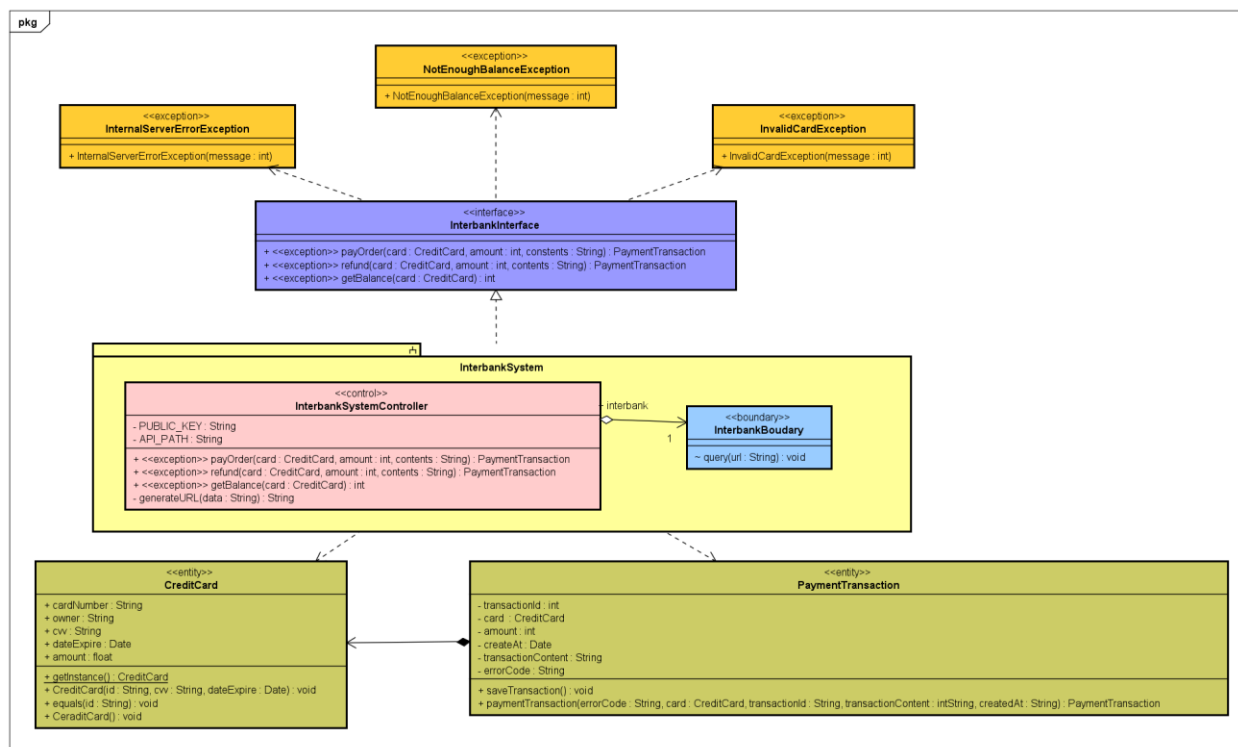 pkg
<<exception>>
NotEnoughBalanceException
+ NotEnoughBalanceException(message : int)
<<exception>>
InternalServerErrorException
+ InternalServerErrorException(message : int)
<<exception>>
InvalidCardException
+ InvalidCardException(message : int)
<<interface>>
InterbankInterface
+ <<exception>> payOrder(card : CreditCard, amount : int, constents : String) : PaymentTransaction
+ <<exception>> refund(card : CreditCard, amount : int, contents : String) : PaymentTransaction
+ <<exception>> getBalance(card : CreditCard) : int
InterbankSystem
<<control>>
InterbankSystemController
- PUBLIC_KEY : String
- API_PATH : String
+ <<exception>> payOrder(card : CreditCard, amount : int, contents : String) : PaymentTransaction
+ <<exception>> refund(card : CreditCard, amount : int, contents : String) : PaymentTransaction
+ <<exception>> getBalance(card : CreditCard) : int
- generateURL(data : String) : String
- interbank
1
<<boundary>>
InterbankBoudary
~ query(url : String) : void
<<entity>>
CreditCard
+ cardNumber : String
+ owner : String
+ cvv : String
+ dateExpire : Date
+ amount : float
+ getInstance() : CreditCard
+ CreditCard(id : String, cvv : String, dateExpire : Date) : void
+ equals(id : String) : void
+ CeraditCard() : void
<<entity>>
PaymentTransaction
- transactionId : int
- card : CreditCard
- amount : int
- createAt : Date
- transactionContent : String
- errorCode : String
+ saveTransaction() : void
+ paymentTransaction(errorCode : String, card : CreditCard, transactionId : String, transactionContent : intString, createdAt : String) : PaymentTransaction